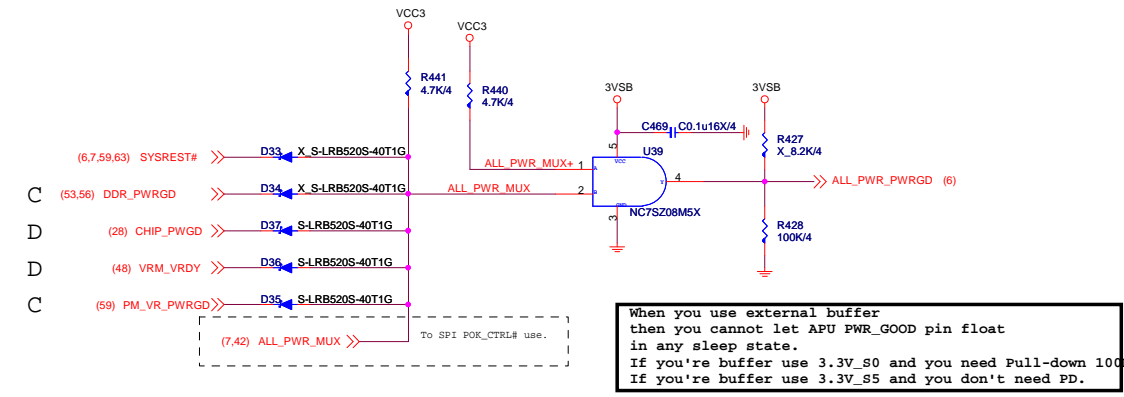 VCC3
VCC3
R441
4.7K/4
R440
4.7K/4
3VSB
3VSB
C469 C0.1u16X/4
R427
X_8.2K/4
5
U39
VCC
(6,7,59,63) SYSREST#
D33 X_S-LRB520S-40T1G
ALL_PWR_MUX+ 1
A
C (53,56) DDR_PWRGD
D34 X_S-LRB520S-40T1G
ALL_PWR_MUX 2
B
Y
4
ALL_PWR_PWRGD (6)
GND
3
NC7SZ08M5X
R428
100K/4
D (28) CHIP_PWGD
D37 S-LRB520S-40T1G
D (48) VRM_VRDY
D36 S-LRB520S-40T1G
C (59) PM_VR_PWRGD
D35 S-LRB520S-40T1G
(7,42) ALL_PWR_MUX
To SPI POK_CTRL# use.
When you use external buffer
then you cannot let APU PWR_GOOD pin float
in any sleep state.
If you're buffer use 3.3V_S0 and you need Pull-down 100
If you're buffer use 3.3V_S5 and you don't need PD.